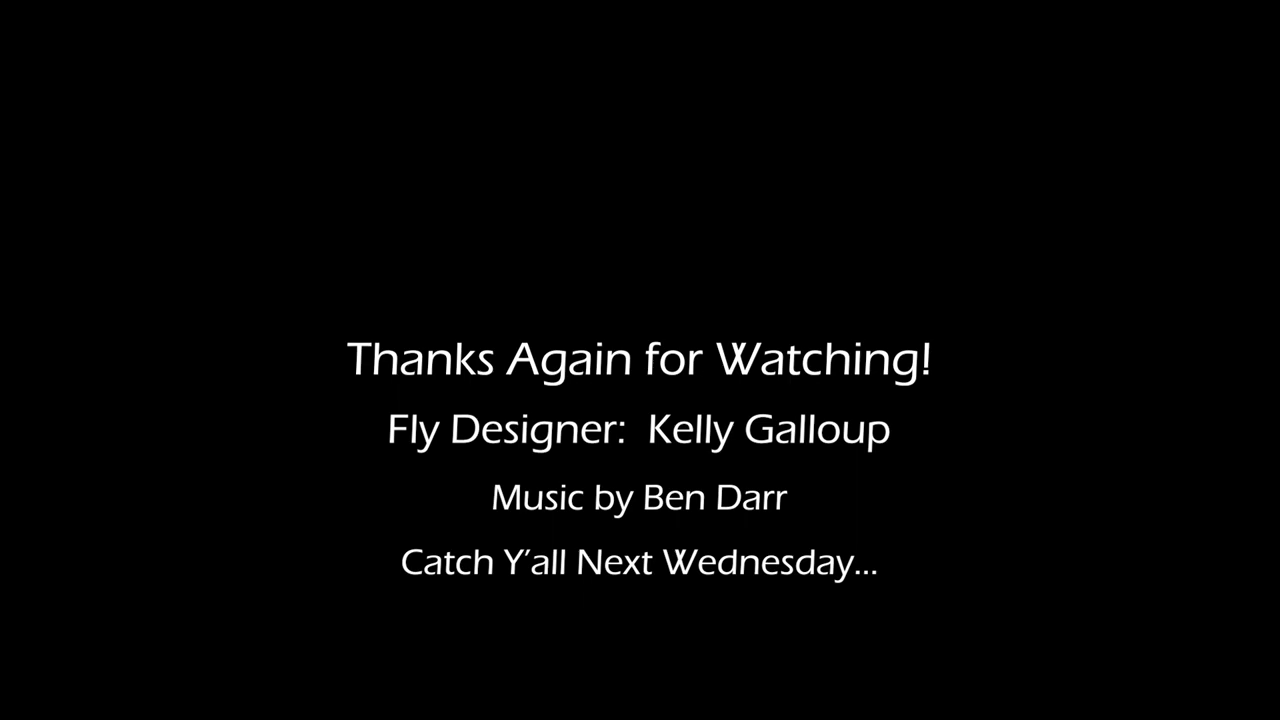 Thanks Again for Watching!
Fly Designer:  Kelly Galloup
Music by Ben Darr
Catch Y'all Next Wednesday...